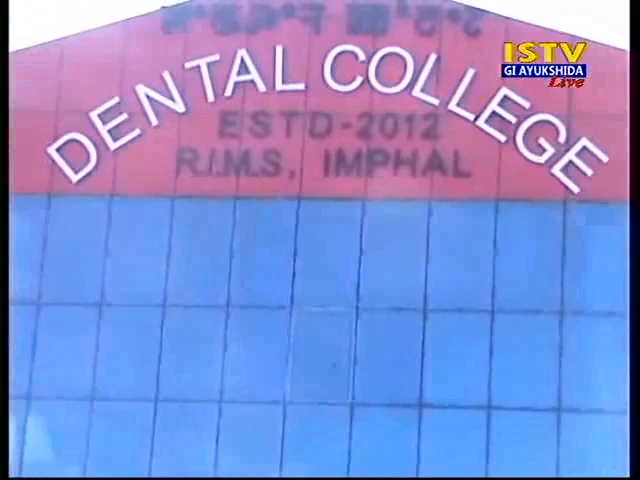 DENTAL COLLEGE
ESTD-2012
R.I.M.S, IMPHAL
ISTV
GI AYUKSHIDA
Live